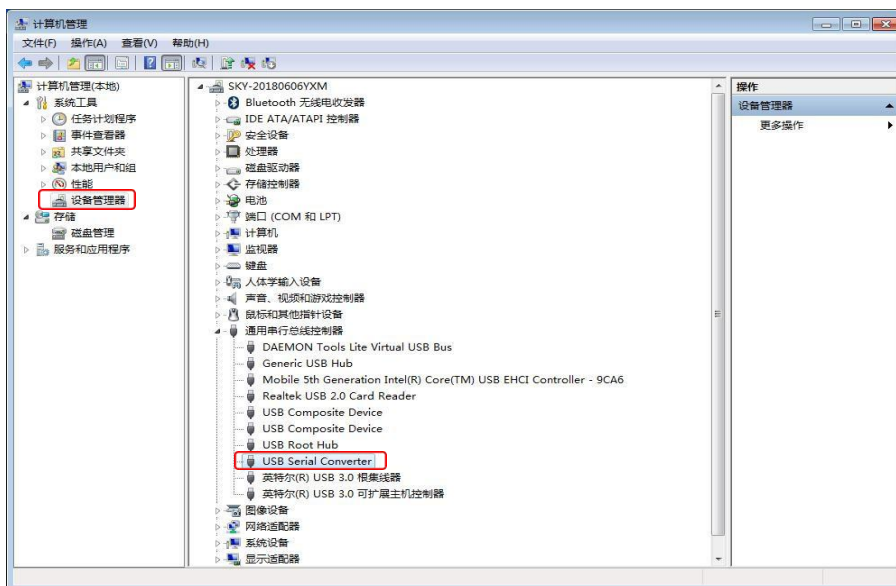 计算机管理
文件(F) 操作(A) 查看(V) 帮助(H)
计算机管理(本地)
系统工具
任务计划程序
事件查看器
共享文件夹
本地用户和组
性能
设备管理器
存储
磁盘管理
服务和应用程序
SKY-20180606YXM
Bluetooth 无线电收发器
IDE ATA/ATAPI 控制器
安全设备
处理器
磁盘驱动器
存储控制器
电池
端口 (COM 和 LPT)
计算机
监视器
键盘
人体学输入设备
声音、视频和游戏控制器
鼠标和其他指针设备
通用串行总线控制器
DAEMON Tools Lite Virtual USB Bus
Generic USB Hub
Mobile 5th Generation Intel(R) Core(TM) USB EHCI Controller - 9CA6
Realtek USB 2.0 Card Reader
USB Composite Device
USB Composite Device
USB Root Hub
USB Serial Converter
英特尔(R) USB 3.0 根集线器
英特尔(R) USB 3.0 可扩展主机控制器
图像设备
网络适配器
系统设备
显示适配器
操作
设备管理器
更多操作